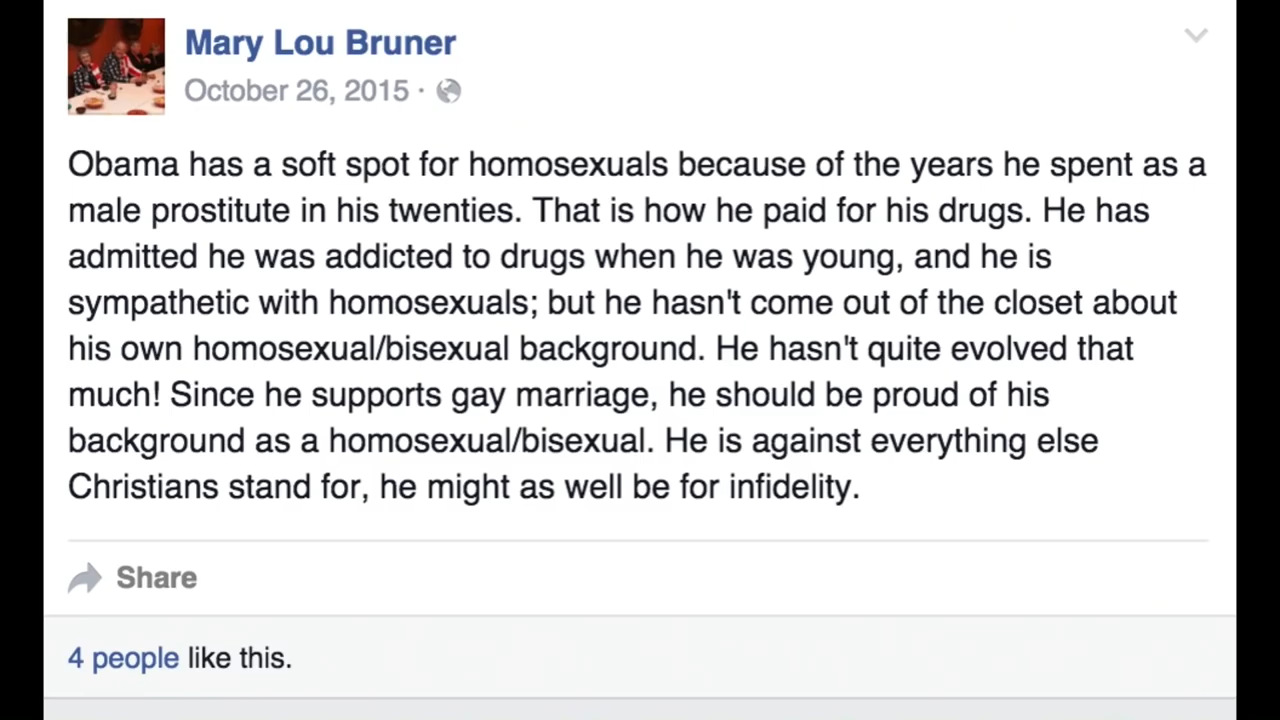 Mary Lou Bruner
October 26, 2015 ·
Obama has a soft spot for homosexuals because of the years he spent as a
male prostitute in his twenties. That is how he paid for his drugs. He has
admitted he was addicted to drugs when he was young, and he is
sympathetic with homosexuals; but he hasn't come out of the closet about
his own homosexual/bisexual background. He hasn't quite evolved that
much! Since he supports gay marriage, he should be proud of his
background as a homosexual/bisexual. He is against everything else
Christians stand for, he might as well be for infidelity.
Share
4 people like this.